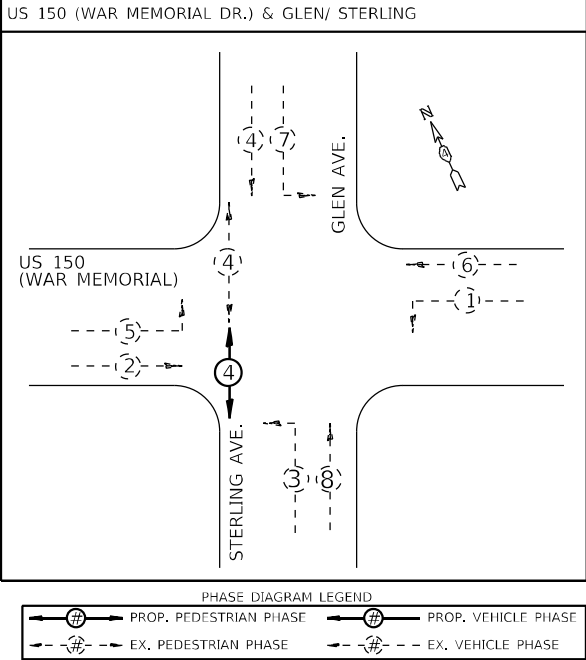 US 150 (WAR MEMORIAL DR.) & GLEN/ STERLING
4 7
GLEN AVE.
N
4
US 150
(WAR MEMORIAL)
4
6
1
5
2
4
STERLING AVE.
3 8
PHASE DIAGRAM LEGEND
# PROP. PEDESTRIAN PHASE # PROP. VEHICLE PHASE
# EX. PEDESTRIAN PHASE # EX. VEHICLE PHASE